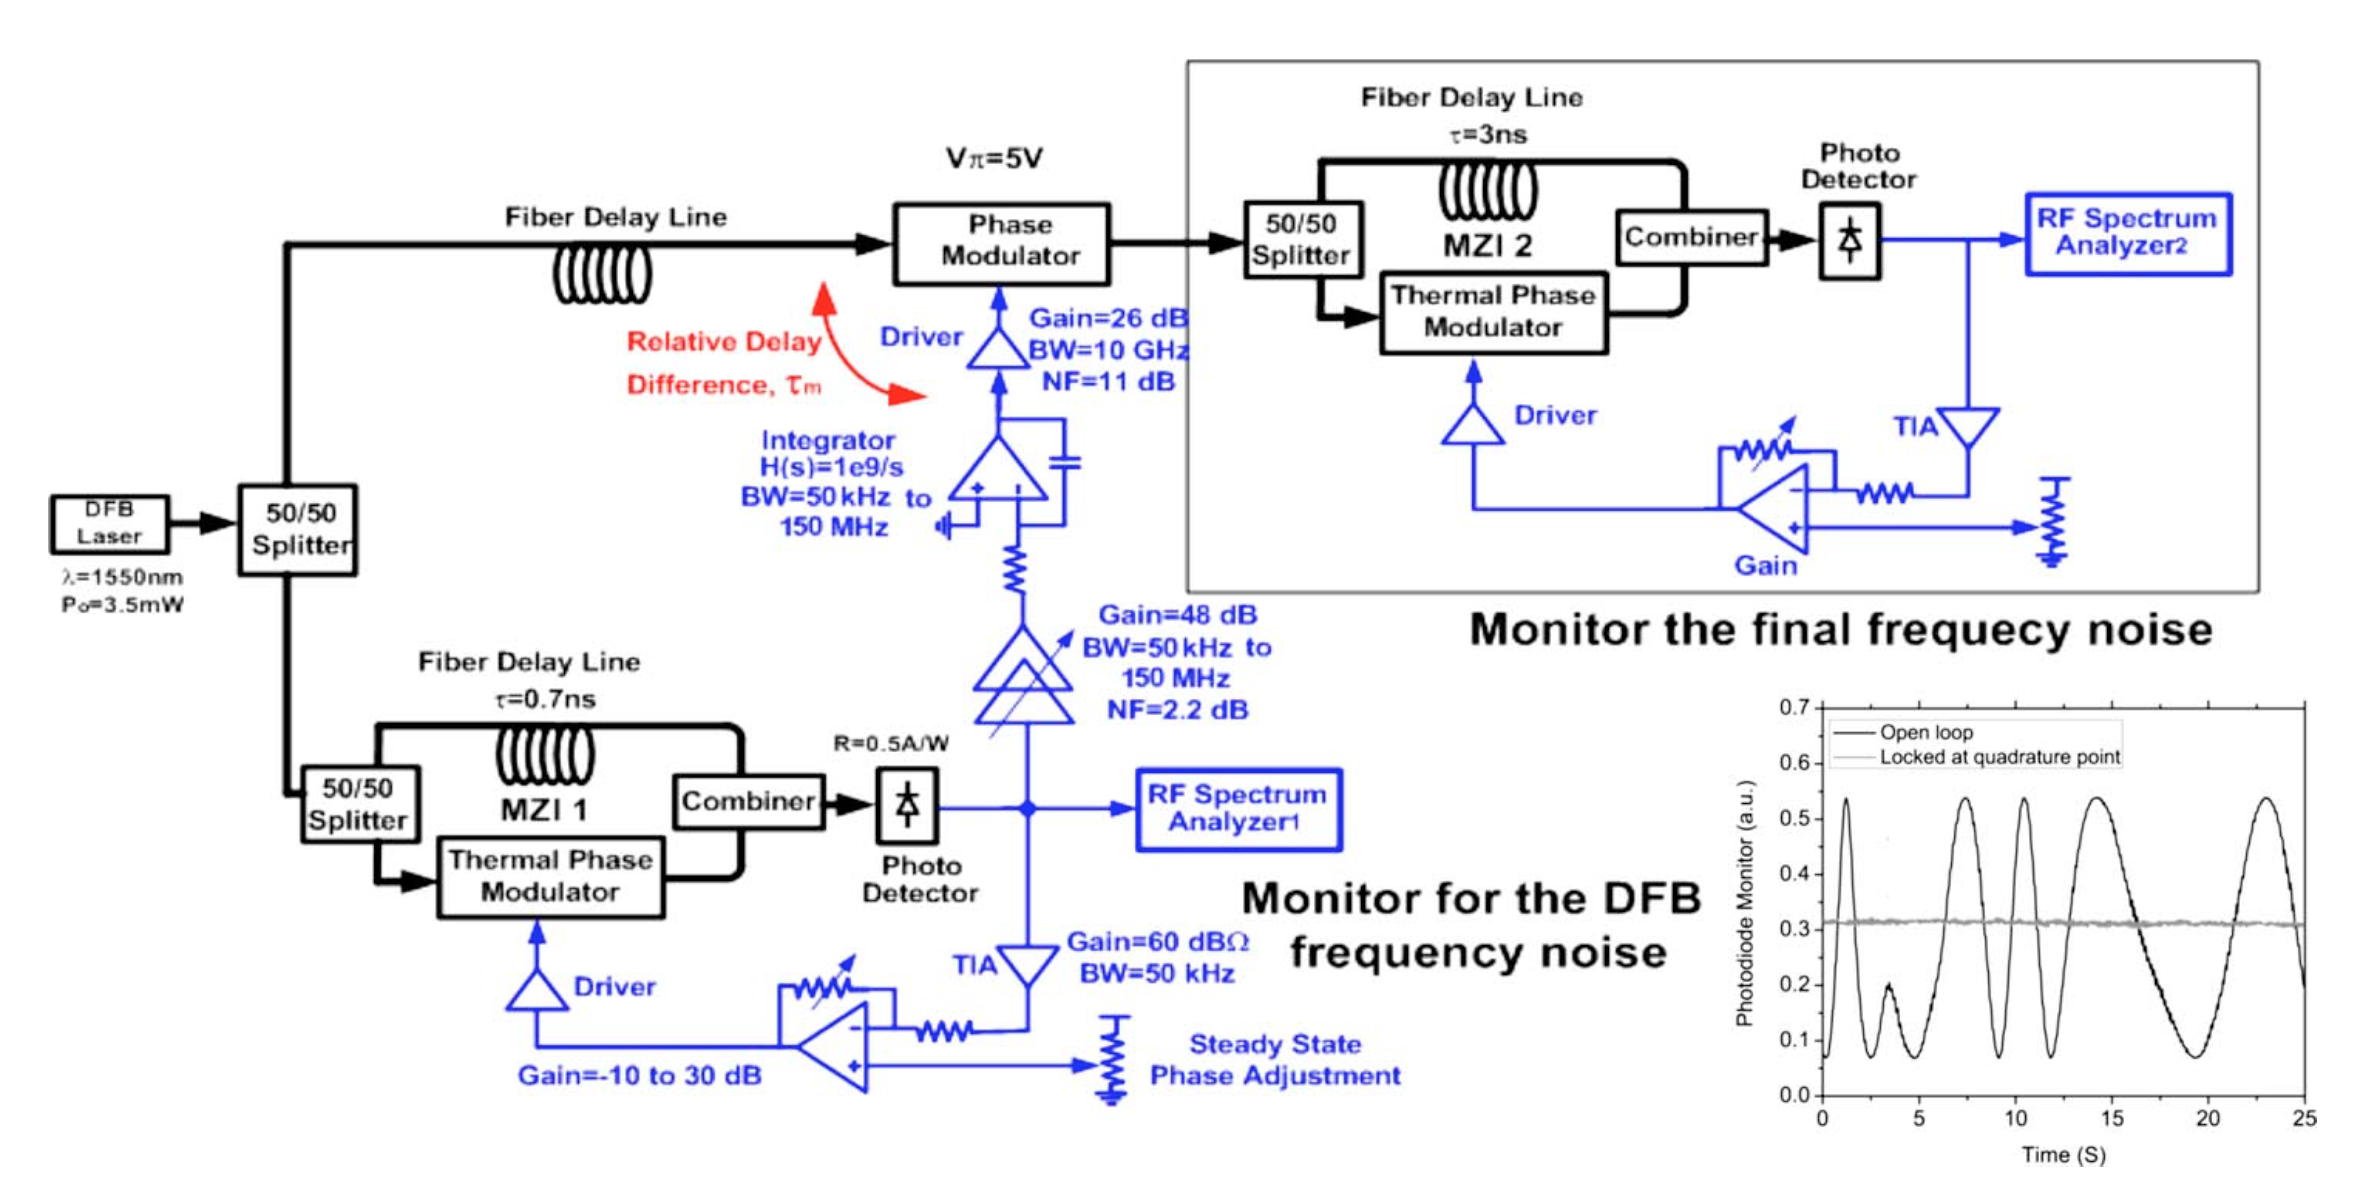 Fiber Delay Line
τ=3ns
Photo
Detector
50/50
Splitter
MZI 2
Combiner
RF Spectrum
Analyzer2
Thermal Phase
Modulator
Driver
TIA
Gain
Monitor the final frequecy noise
Vπ=5V
Fiber Delay Line
Phase
Modulator
Relative Delay
Difference, τm
Driver
Gain=26 dB
BW=10 GHz
NF=11 dB
Integrator
H(s)=1e9/s
BW=50 kHz to
150 MHz
+
-
DFB
Laser
λ=1550nm
Po=3.5mW
50/50
Splitter
Gain=48 dB
BW=50 kHz to
150 MHz
NF=2.2 dB
Fiber Delay Line
τ=0.7ns
50/50
Splitter
MZI 1
Combiner
R=0.5A/W
Photo
Detector
RF Spectrum
Analyzer1
Thermal Phase
Modulator
Monitor for the DFB
frequency noise
Driver
TIA
Gain=60 dBΩ
BW=50 kHz
-
+
Gain=-10 to 30 dB
Steady State
Phase Adjustment
-
+
Open loop
Locked at quadrature point
Photodiode Monitor (a.u.)
0.7
0.6
0.5
0.4
0.3
0.2
0.1
0.0
0 5 10 15 20 25
Time (S)